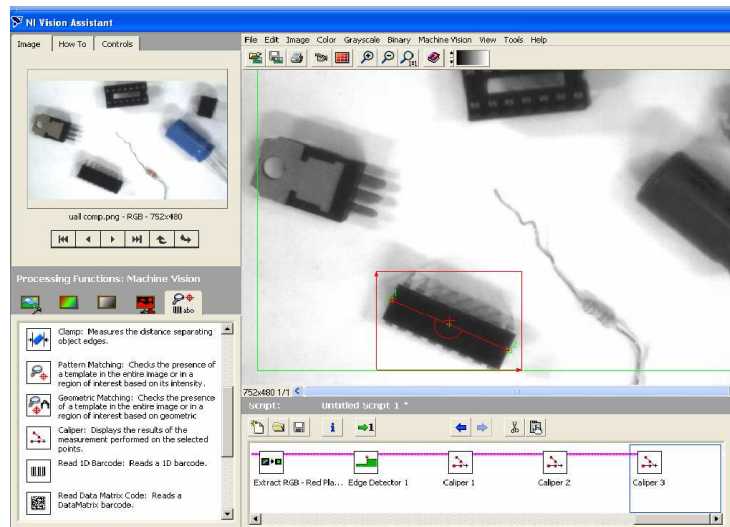 NI Vision Assistant
Image How To Controls
uall comp.png - RGB - 752x480
Processing Functions: Machine Vision
abo
Clamp: Measures the distance separating
object edges.
Pattern Matching: Checks the presence of
a template in the entire image or in a
region of interest based on its intensity.
Geometric Matching: Checks the presence
of a template in the entire image or in a
region of interest based on geometric
Caliper: Displays the results of the
measurement performed on the selected
points.
Read 1D Barcode: Reads a 1D barcode.
Read Data Matrix Code: Reads a
DataMatrix barcode.
File Edit Image Color Grayscale Binary Machine Vision View Tools Help
1:1
752x480 1/1
Script: Untitled Script 1 *
i 1
Extract RGB - Red Pla... Edge Detector 1 Caliper 1 Caliper 2 Caliper 3